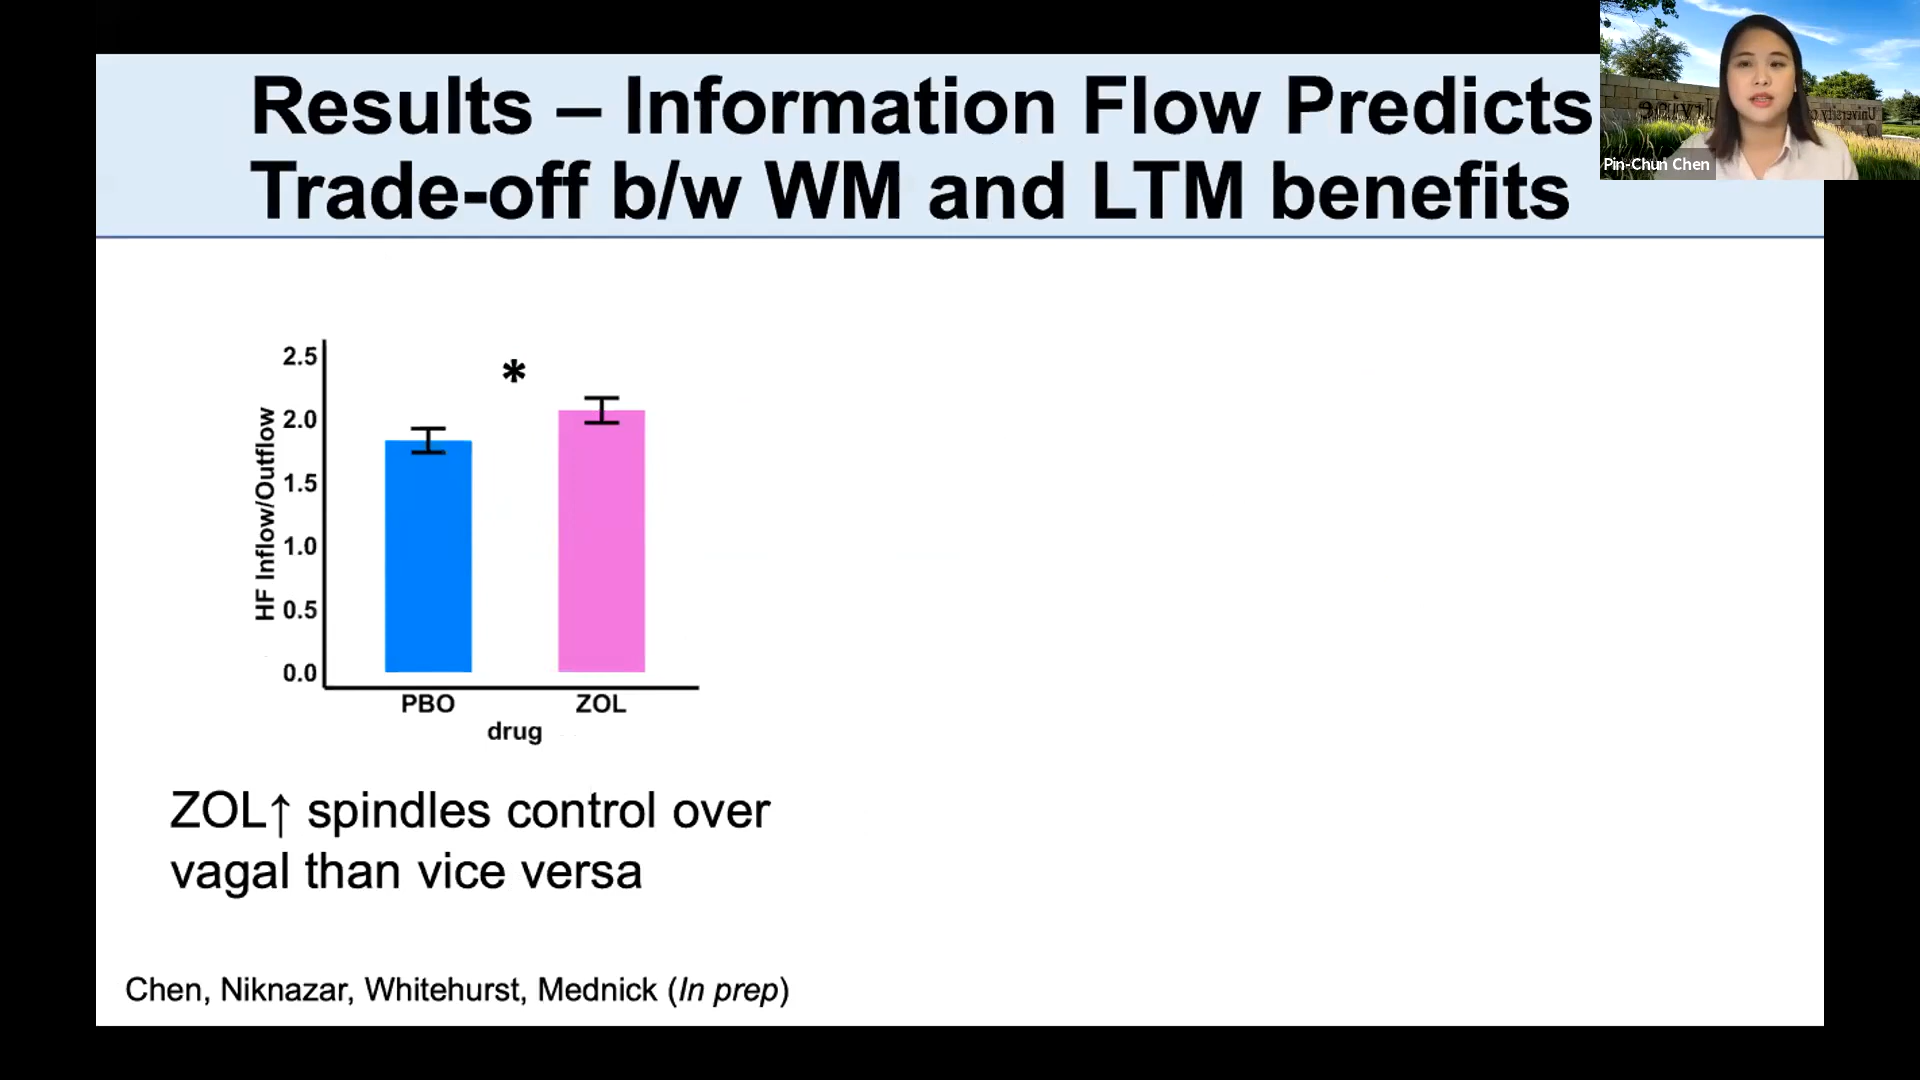 Results – Information Flow Predicts
Trade-off b/w WM and LTM benefits
Pin-Chun Chen
2.5
2.0
1.5
1.0
0.5
0.0
HF Inflow/Outflow
*
PBO
ZOL
drug
ZOL↑ spindles control over
vagal than vice versa
Chen, Niknazar, Whitehurst, Mednick (In prep)